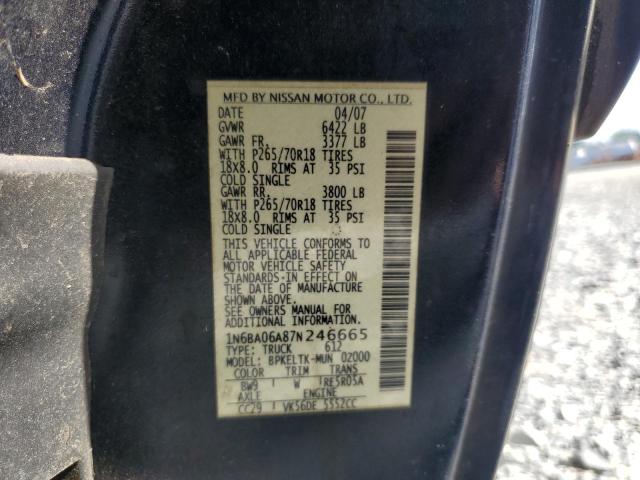 MFD BY NISSAN MOTOR CO., LTD.
DATE 04/07
GVWR 6422 LB
GAWR FR. 3377 LB
WITH P265/70R18 TIRES
18X8.0 RIMS AT 35 PSI
COLD SINGLE
GAWR RR. 3800 LB
WITH P265/70R18 TIRES
18X8.0 RIMS AT 35 PSI
COLD SINGLE
THIS VEHICLE CONFORMS TO
ALL APPLICABLE FEDERAL
MOTOR VEHICLE SAFETY
STANDARDS-IN EFFECT ON
THE DATE OF MANUFACTURE
SHOWN ABOVE.
SEE OWNERS MANUAL FOR
ADDITIONAL INFORMATION
1N6BA06A87N246665
TYPE: TRUCK 617
MODEL: BPKELTK-MUN 02000
COLOR TRIM TRANS
BW9 W RE5R05A
AXLE ENGINE
CC29 VK56DE 5552CC